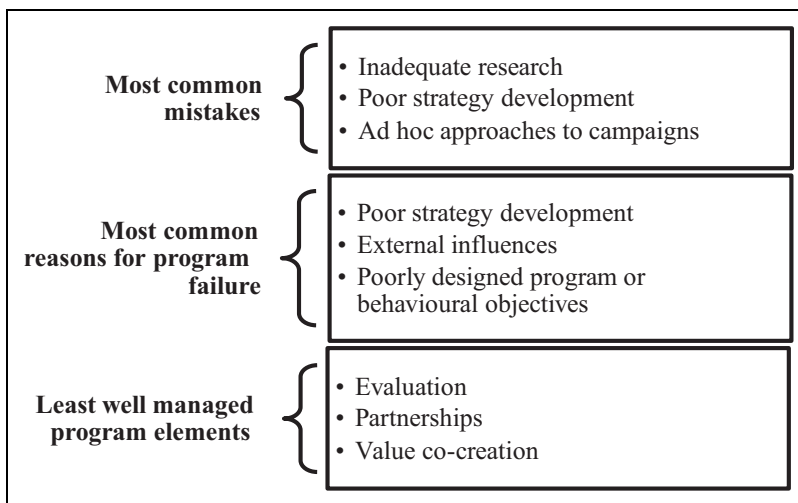 Most common
mistakes
• Inadequate research
• Poor strategy development
• Ad hoc approaches to campaigns
Most common
reasons for program
failure
• Poor strategy development
• External influences
• Poorly designed program or
behavioural objectives
Least well managed
program elements
• Evaluation
• Partnerships
• Value co-creation